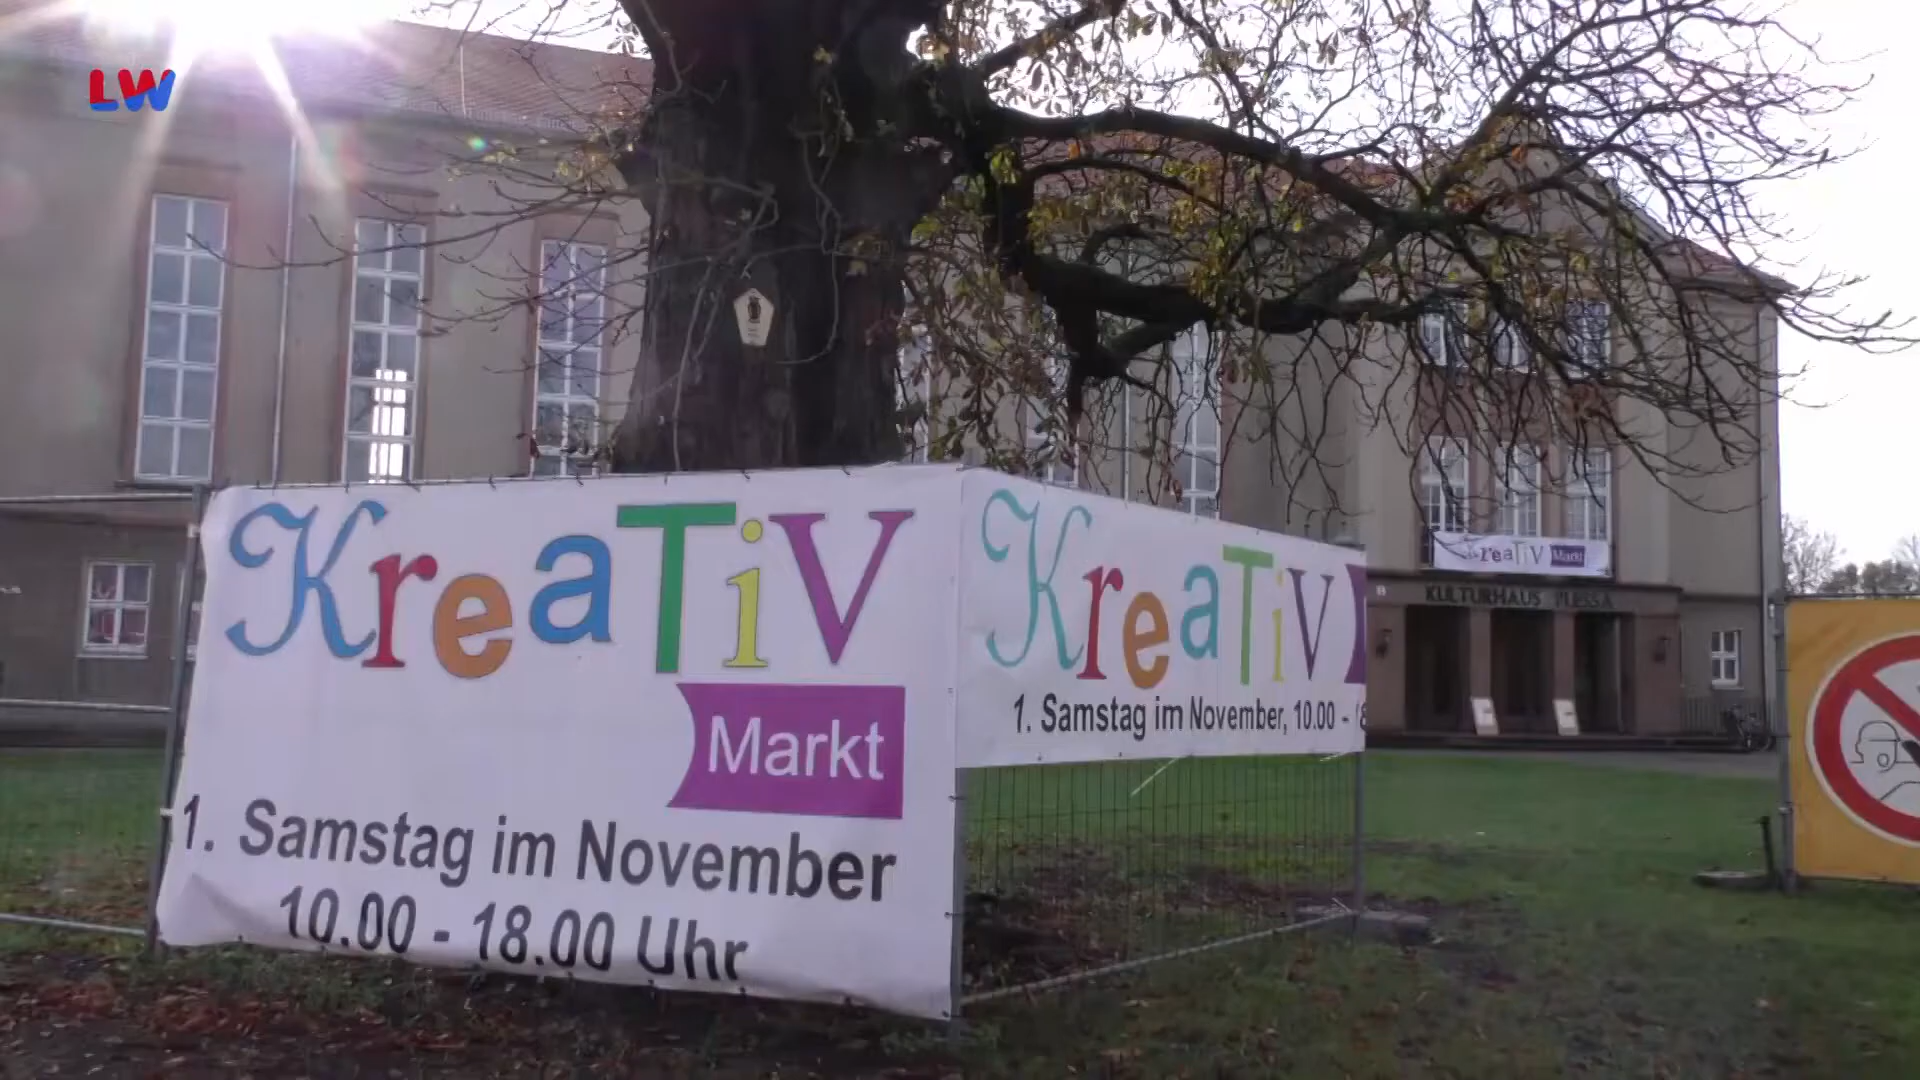 LW
KreaTiV
Markt
1. Samstag im November
10.00 - 18.00 Uhr
KreaTiV
1. Samstag im November, 10.00 -
KreaTiV Markt
KULTURHAUS PLESSA